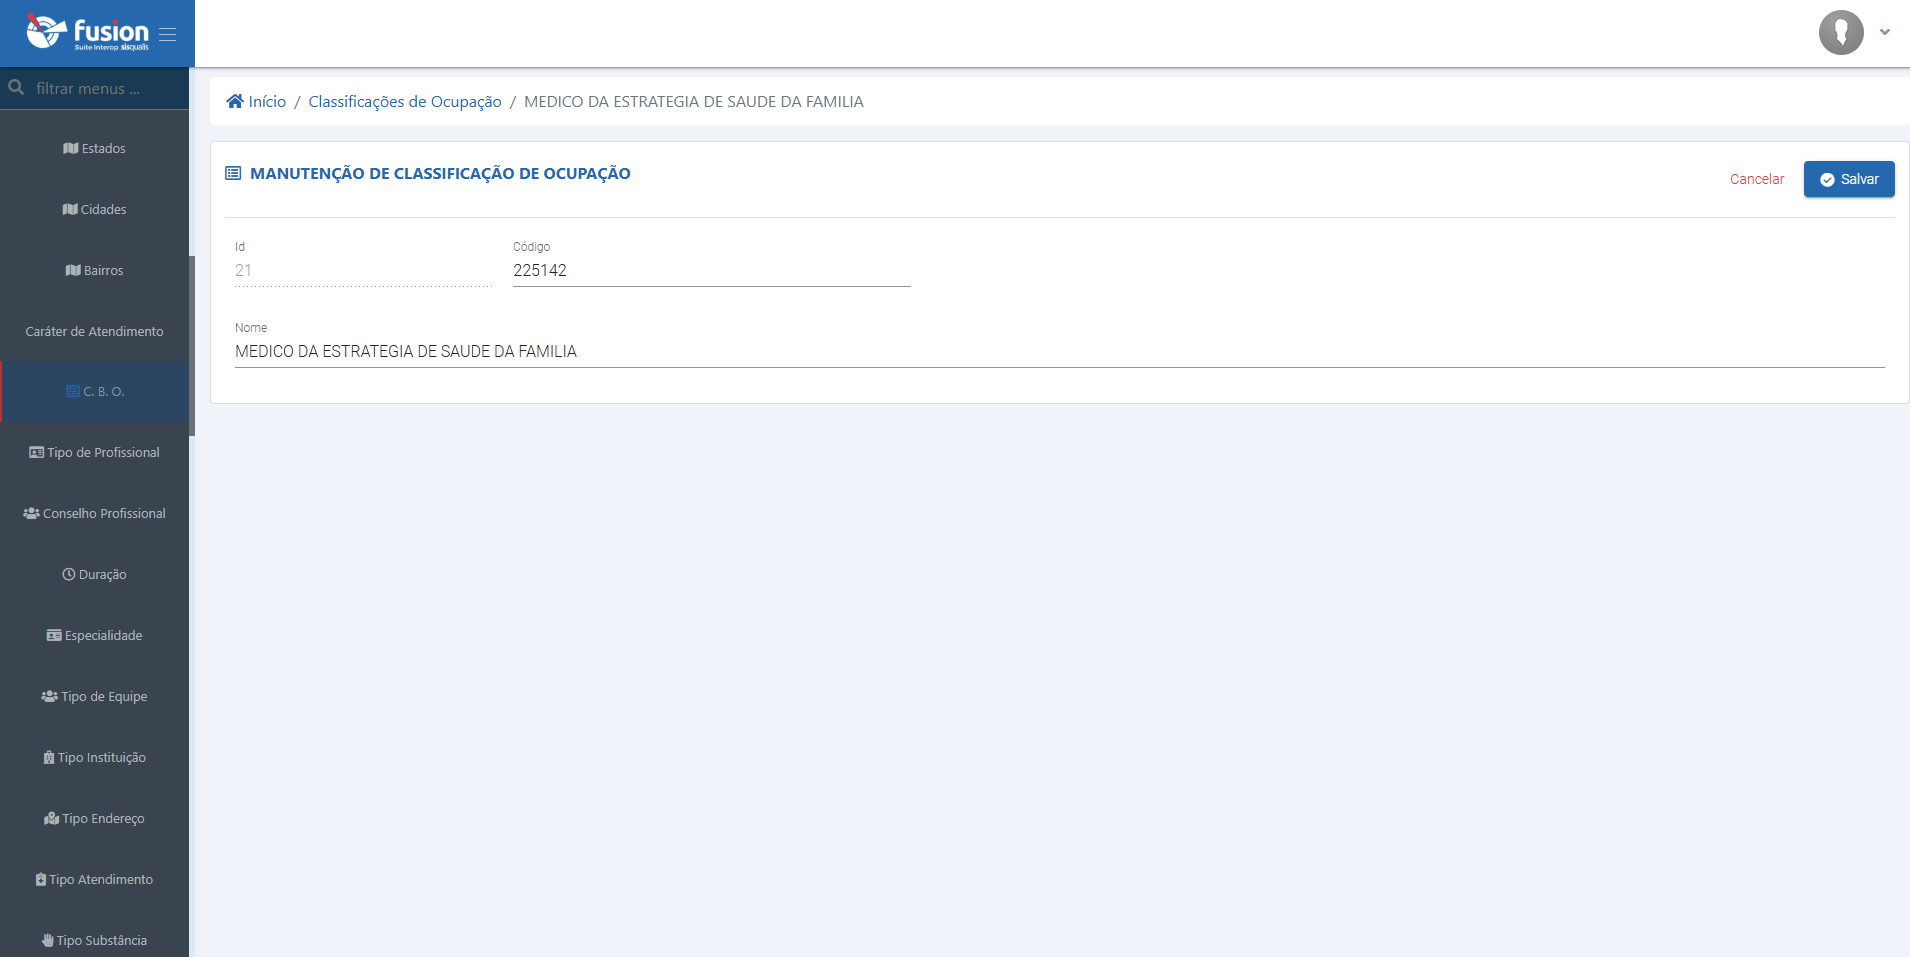 fusion
Suite Interop sisqualis
filtrar menus ...
Estados
Cidades
Bairros
Caráter de Atendimento
C. B. O.
Tipo de Profissional
Conselho Profissional
Duração
Especialidade
Tipo de Equipe
Tipo Instituição
Tipo Endereço
Tipo Atendimento
Tipo Substância
Início / Classificações de Ocupação / MEDICO DA ESTRATEGIA DE SAUDE DA FAMILIA
MANUTENÇÃO DE CLASSIFICAÇÃO DE OCUPAÇÃO
Cancelar Salvar
Id Código
21 225142
Nome
MEDICO DA ESTRATEGIA DE SAUDE DA FAMILIA